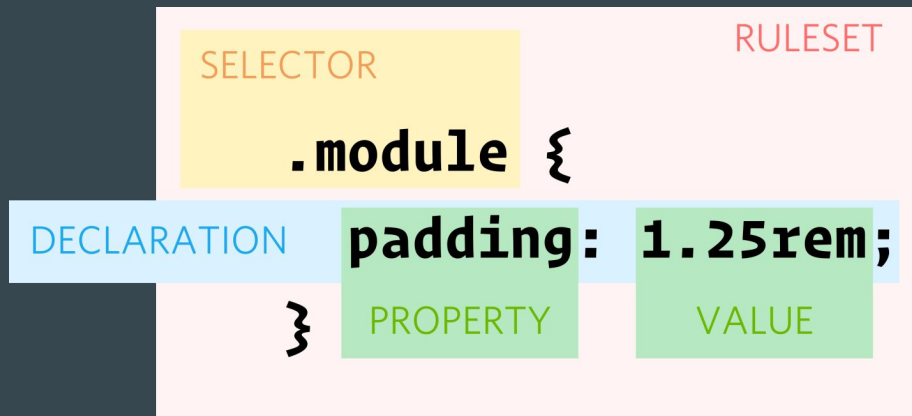 RULESET
SELECTOR
.module {
DECLARATION padding: 1.25rem;
} PROPERTY VALUE